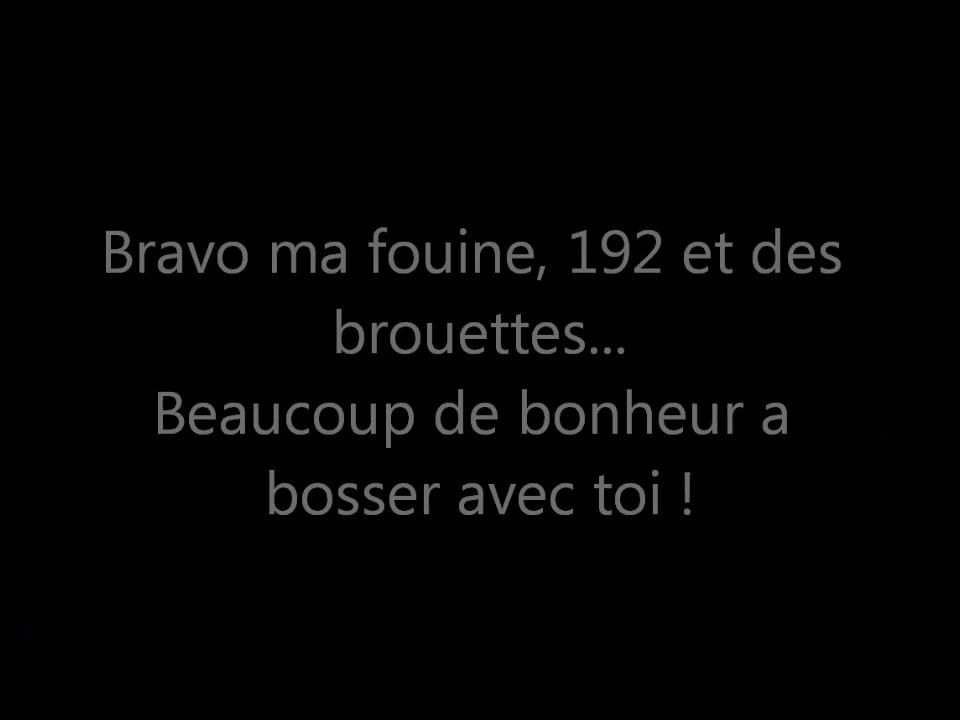 Bravo ma fouine, 192 et des
brouettes...
Beaucoup de bonheur a
bosser avec toi !